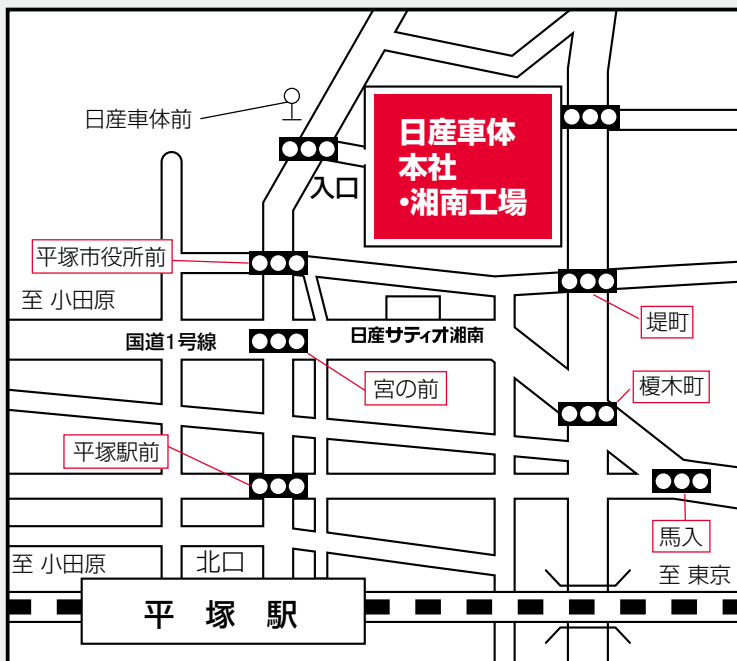 日産車体前
日産車体
本社
・湘南工場
入口
平塚市役所前
至 小田原
堤町
国道1号線
日産サティオ湘南
宮の前
榎木町
平塚駅前
馬入
至 小田原
北口
至 東京
平 塚 駅